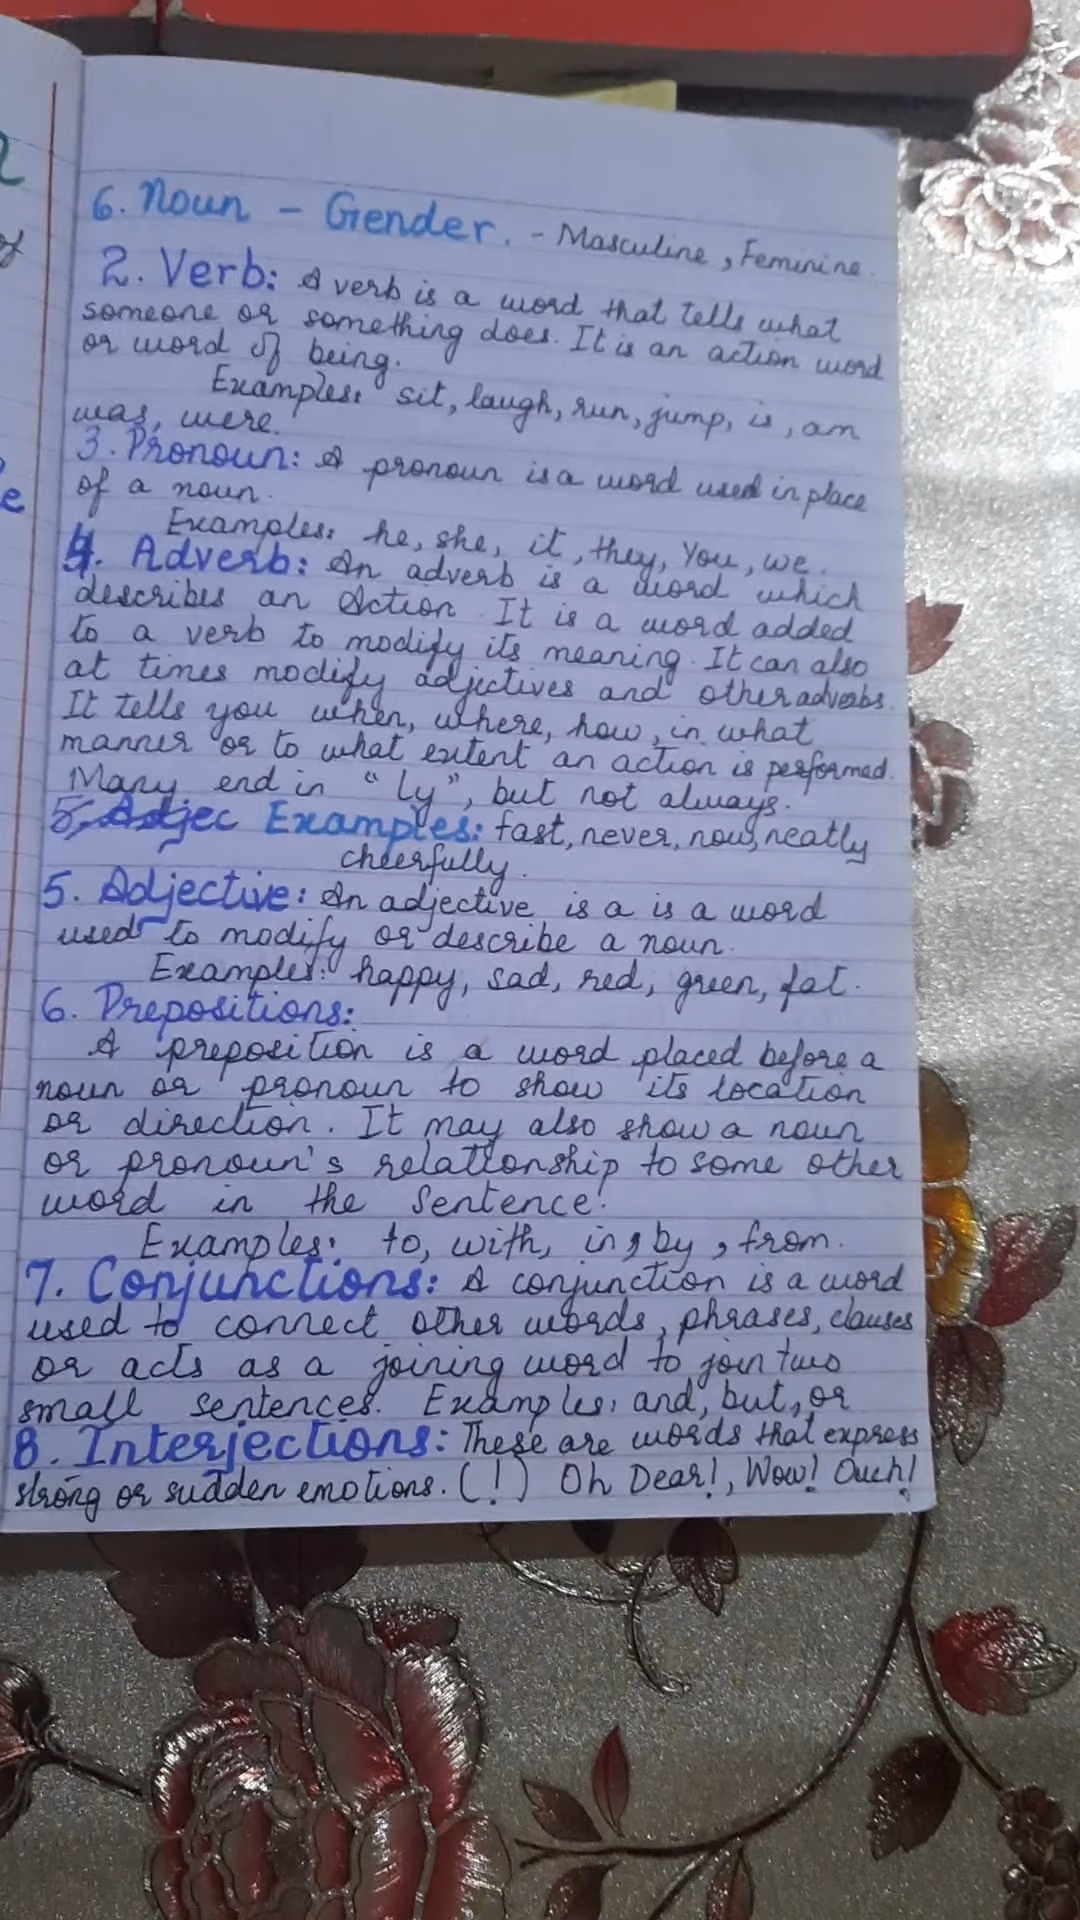 6. Noun - Gender. - Masculine, Feminine.
2. Verb: A verb is a word that tells what
someone or something does. It is an action word
or word of being.
Examples: sit, laugh, run, jump, is, am
was, were.
3. Pronoun: A pronoun is a word used in place
of a noun.
Examples: he, she, it, they, You, we.
4. Adverb: An adverb is a word which
describes an Action. It is a word added
to a verb to modify its meaning. It can also
at times modify adjectives and other adverbs.
It tells you when, where, how, in what
manner or to what extent an action is performed.
Many end in "ly", but not always.
5, Adjec Examples: fast, never, now, neatly
cheerfully.
5. Adjective: An adjective is a is a word
used to modify or describe a noun.
Examples: happy, sad, red, green, fat.
6. Prepositions:
A preposition is a word placed before a
noun or pronoun to show its location
or direction. It may also show a noun
or pronoun's relationship to some other
word in the Sentence.
Examples: to, with, in, by, from.
7. Conjunctions: A conjunction is a word
used to connect other words, phrases, clauses
or acts as a joining word to join two
small sentences. Examples: and, but, or
8. Interjections: These are words that express
strong or sudden emotions. (!) Oh Dear!, Wow! Ouch!
of
e